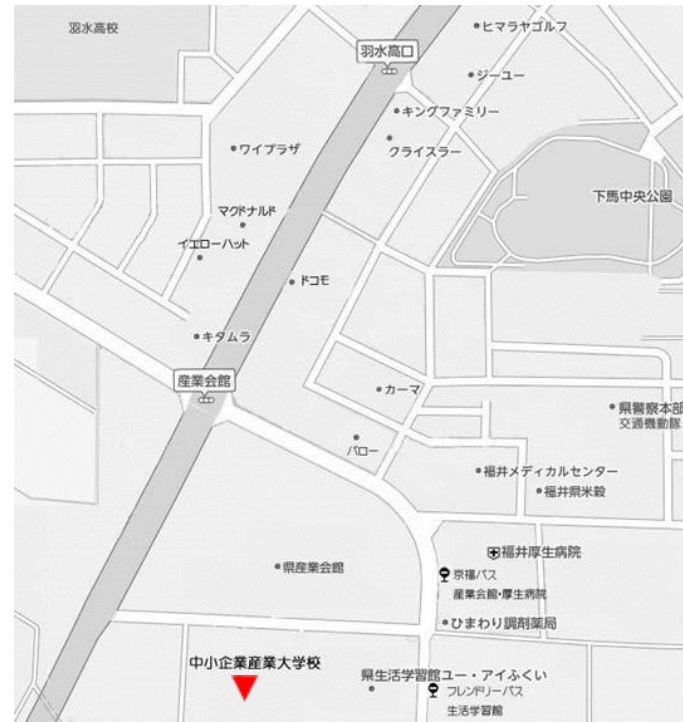 羽水高校
ヒマラヤゴルフ
羽水高口
ジーユー
キングファミリー
クライスラー
ワイプラザ
下馬中央公園
マクドナルド
イエローハット
ドコモ
キタムラ
産業会館
カーマ
県警察本部
交通機動隊
バロー
福井メディカルセンター
福井県米穀
福井厚生病院
県産業会館
京福バス
産業会館・厚生病院
ひまわり調剤薬局
中小企業産業大学校
県生活学習館ユー・アイふくい
フレンドリーバス
生活学習館